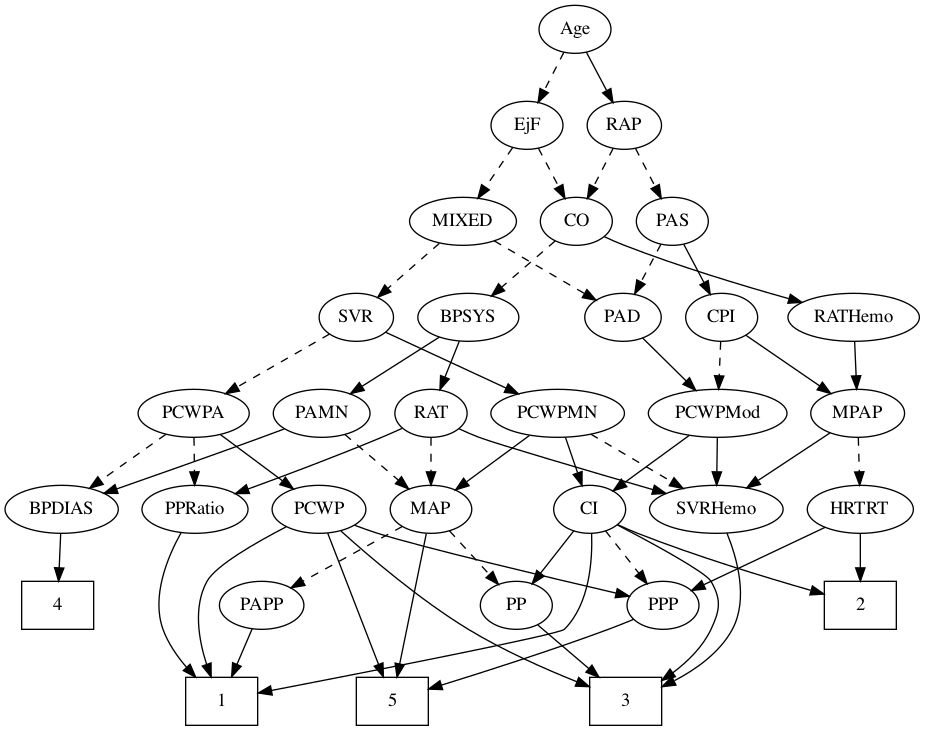 Age
EjF
RAP
MIXED
CO
PAS
SVR
BPSYS
PAD
CPI
RATHemo
PCWPA
PAMN
RAT
PCWPMN
PCWPMod
MPAP
BPDIAS
PPRatio
PCWP
MAP
CI
SVRHemo
HRTRT
4
PAPP
PP
PPP
2
1
5
3